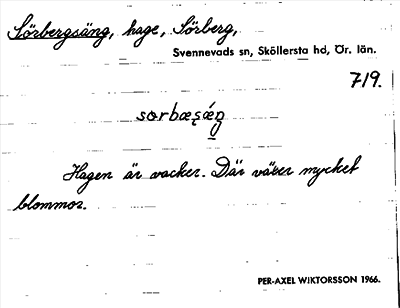 Sörbergsäng, hage, Sörberg,
Svennevads sn, Sköllersta hd, Ör. län.
719.
Hagen är vacker. Där växer mycket
blommor.
PER-AXEL WIKTORSSON 1966.